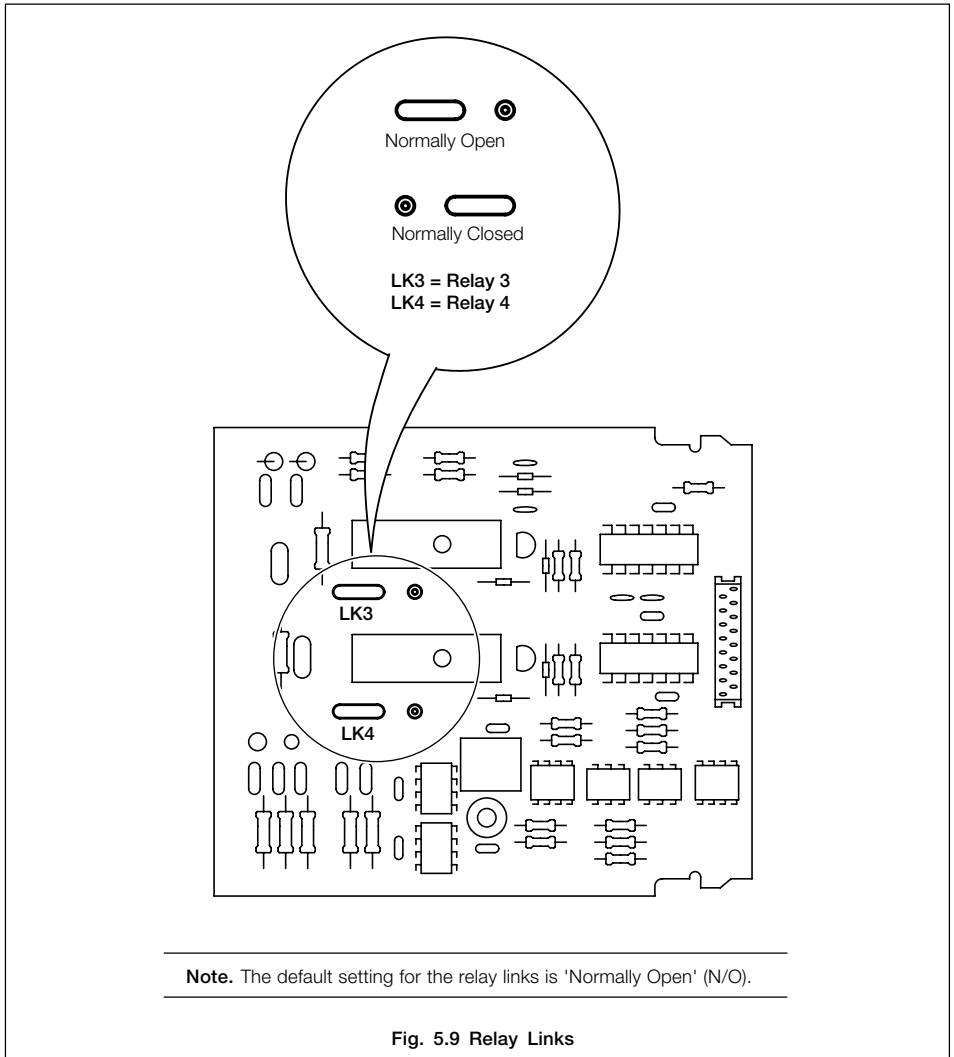 Normally Open
Normally Closed
LK3 = Relay 3
LK4 = Relay 4
LK3
LK4
Note. The default setting for the relay links is 'Normally Open' (N/O).
Fig. 5.9 Relay Links